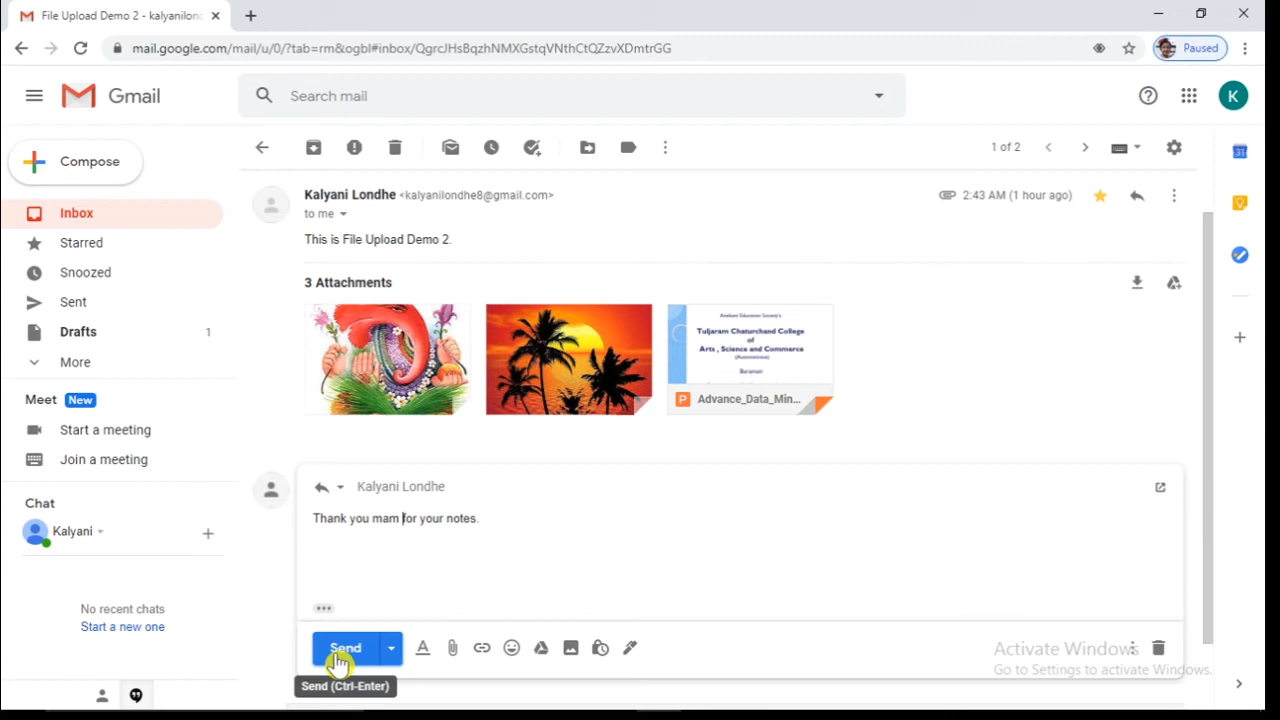 File Upload Demo 2 - kalyanilond
mail.google.com/mail/u/0/?tab=rm&ogbl#inbox/QgrcJHsBqzhNMXGstqVNthCtQZzvXDmtrGG
Paused
Gmail
Search mail
K
Compose
1 of 2
Inbox
Starred
Snoozed
Sent
Drafts 1
More
Meet New
Start a meeting
Join a meeting
Chat
Kalyani
No recent chats
Start a new one
Kalyani Londhe <kalyanilondhe8@gmail.com>
2:43 AM (1 hour ago)
to me
This is File Upload Demo 2.
3 Attachments
Anekant Education Society's
Tuljaram Chaturchand College
of
Arts , Science and Commerce
(Autonomous)
Baramati
P Advance_Data_Min...
31
Kalyani Londhe
Thank you mam for your notes.
Send
Send (Ctrl-Enter)
Activate Windows
Go to Settings to activate Windows.